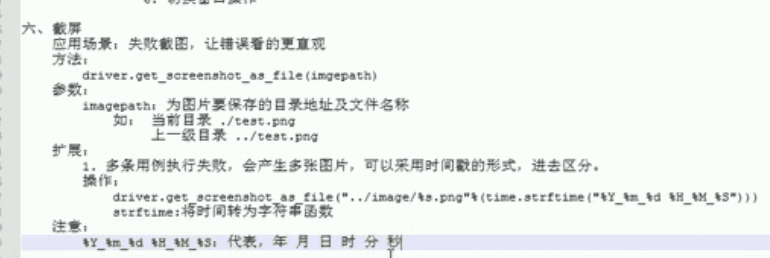 六、截屏
应用场景：失败截图，让错误看的更直观
方法：
driver.get_screenshot_as_file(imgepath)
参数：
imagepath：为图片要保存的目录地址及文件名称
如： 当前目录 ./test.png
上一级目录 ../test.png
扩展：
1. 多条用例执行失败，会产生多张图片，可以采用时间戳的形式，进去区分。
操作：
driver.get_screenshot_as_file("../image/%s.png"%(time.strftime("%Y_%m_%d %H_%M_%S")))
strftime:将时间转为字符串函数
注意：
%Y_%m_%d %H_%M_%S：代表，年 月 日 时 分 秒